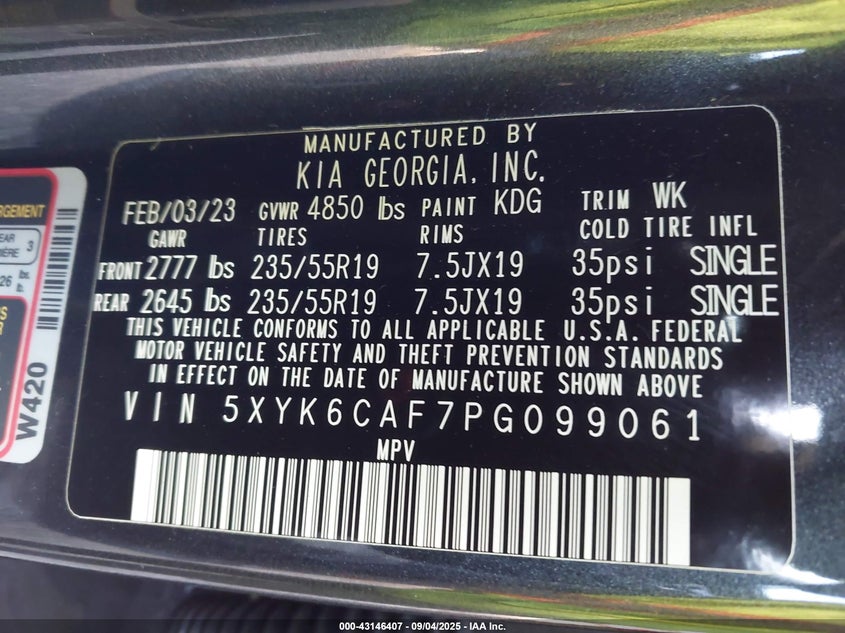 MANUFACTURED BY
KIA GEORGIA, INC.
FEB/03/23 GVWR 4850 lbs PAINT KDG TRIM WK
GAWR TIRES RIMS COLD TIRE INFL
FRONT 2777 lbs 235/55R19 7.5JX19 35psi SINGLE
REAR 2645 lbs 235/55R19 7.5JX19 35psi SINGLE
THIS VEHICLE CONFORMS TO ALL APPLICABLE U.S.A. FEDERAL
MOTOR VEHICLE SAFETY AND THEFT PREVENTION STANDARDS
IN EFFECT ON THE DATE OF MANUFACTURE SHOWN ABOVE
VIN 5XYK6CAF7PG099061
MPV
3
lbs.
lb.
W420
000-43146407 - 09/04/2025 - IAA Inc.